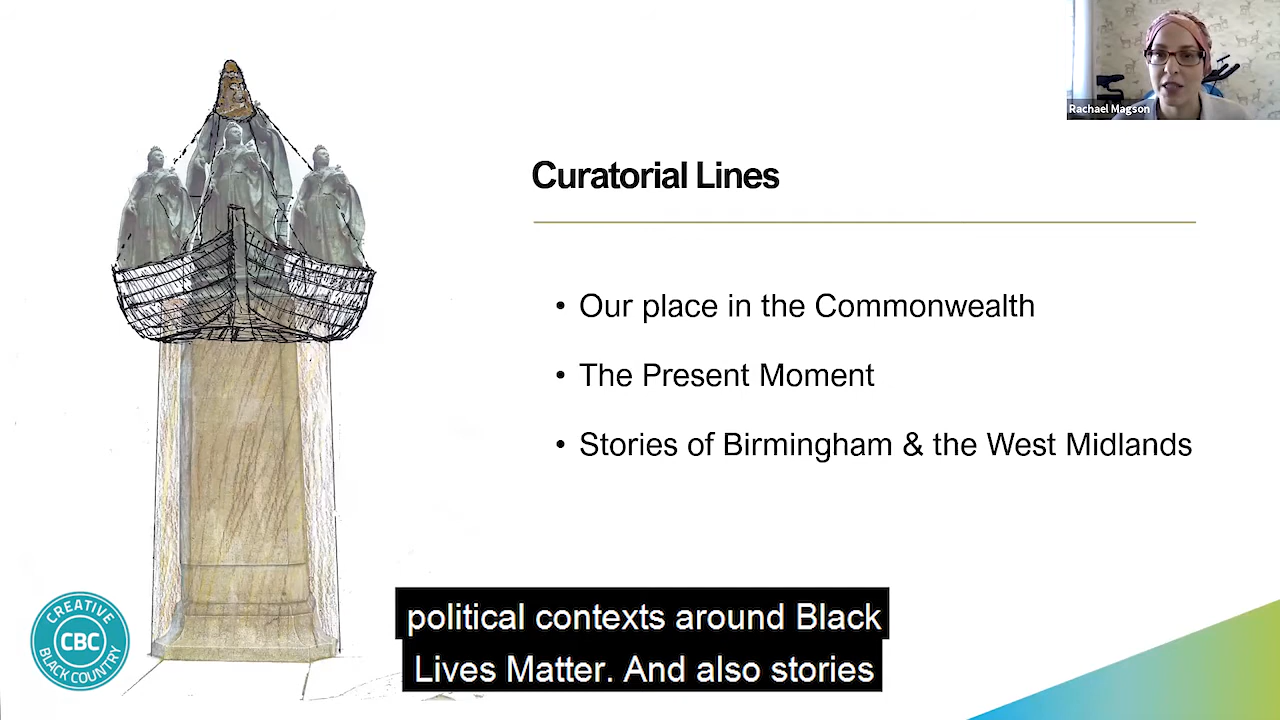 Rachael Magson
Curatorial Lines
• Our place in the Commonwealth
• The Present Moment
• Stories of Birmingham & the West Midlands
CREATIVE
CBC
BLACK COUNTRY
political contexts around Black
Lives Matter. And also stories